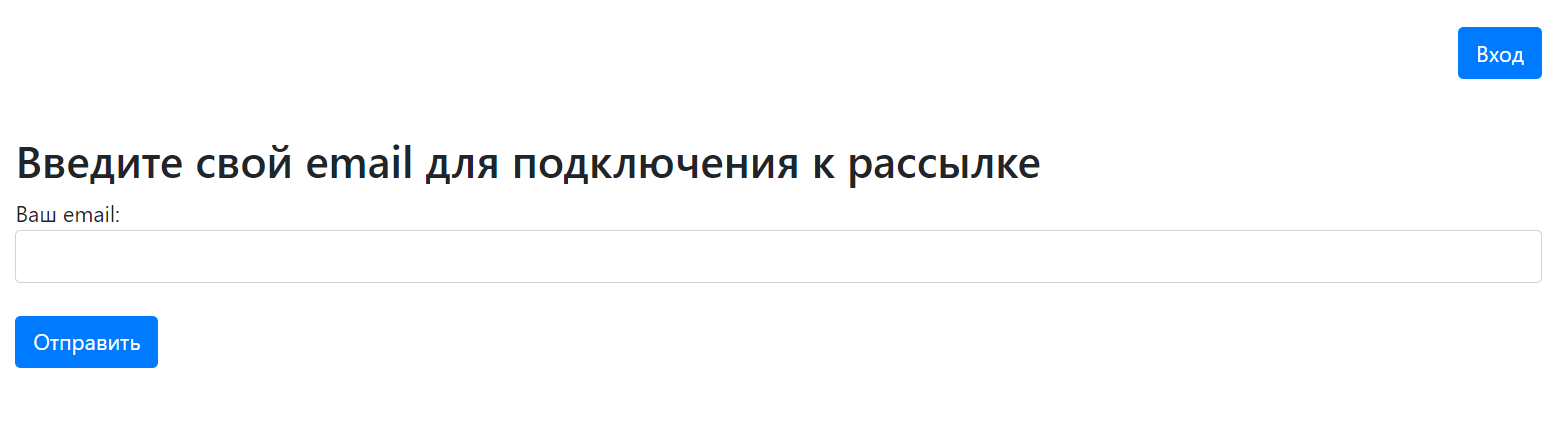 Вход
Введите свой email для подключения к рассылке
Ваш email:
Отправить